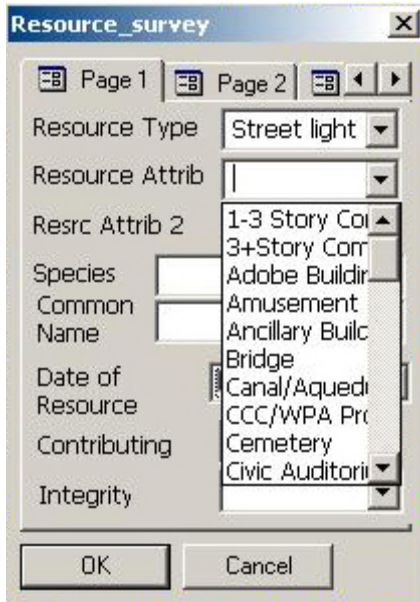 Resource_survey
Page 1 Page 2
Resource Type Street light
Resource Attrib
Resrc Attrib 2
1-3 Story Co
3+Story Com
Adobe Buildin
Species
Amusement
Common Name
Ancillary Builc
Bridge
Date of Resource
Canal/Aquedu
CCC/WPA Pro
Contributing
Cemetery
Civic Auditori
Integrity
OK Cancel